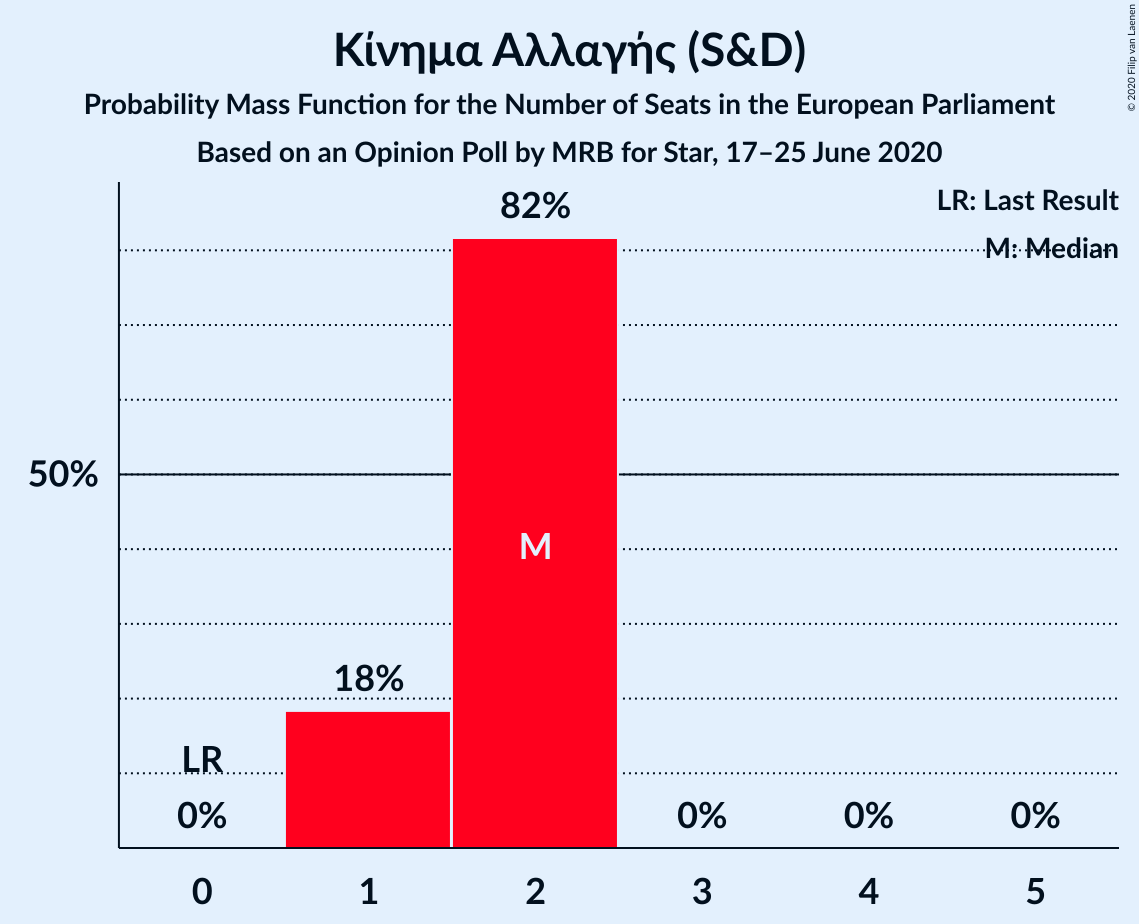 Κίνημα Αλλαγής (S&D)
Probability Mass Function for the Number of Seats in the European Parliament
Based on an Opinion Poll by MRB for Star, 17–25 June 2020
© 2020 Filip van Laenen
LR: Last Result
M: Median
82%
50%
M
18%
LR
0%
0%
0%
0%
0 1 2 3 4 5